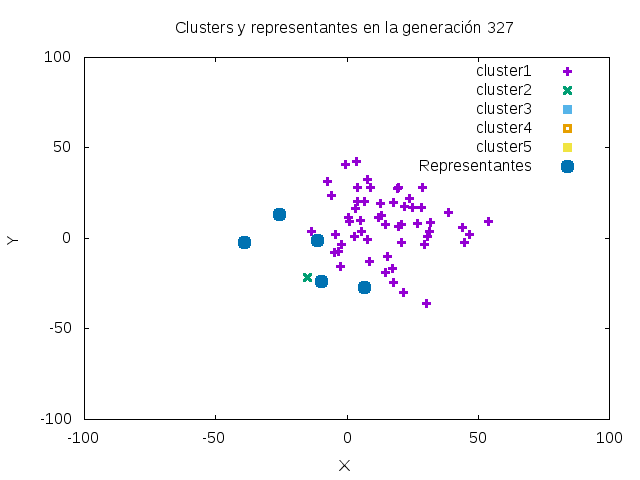 Clusters y representantes en la generación 327
100
50
0
-50
-100
-100
-50
0
50
100
X
Y
cluster1
cluster2
cluster3
cluster4
cluster5
Representantes